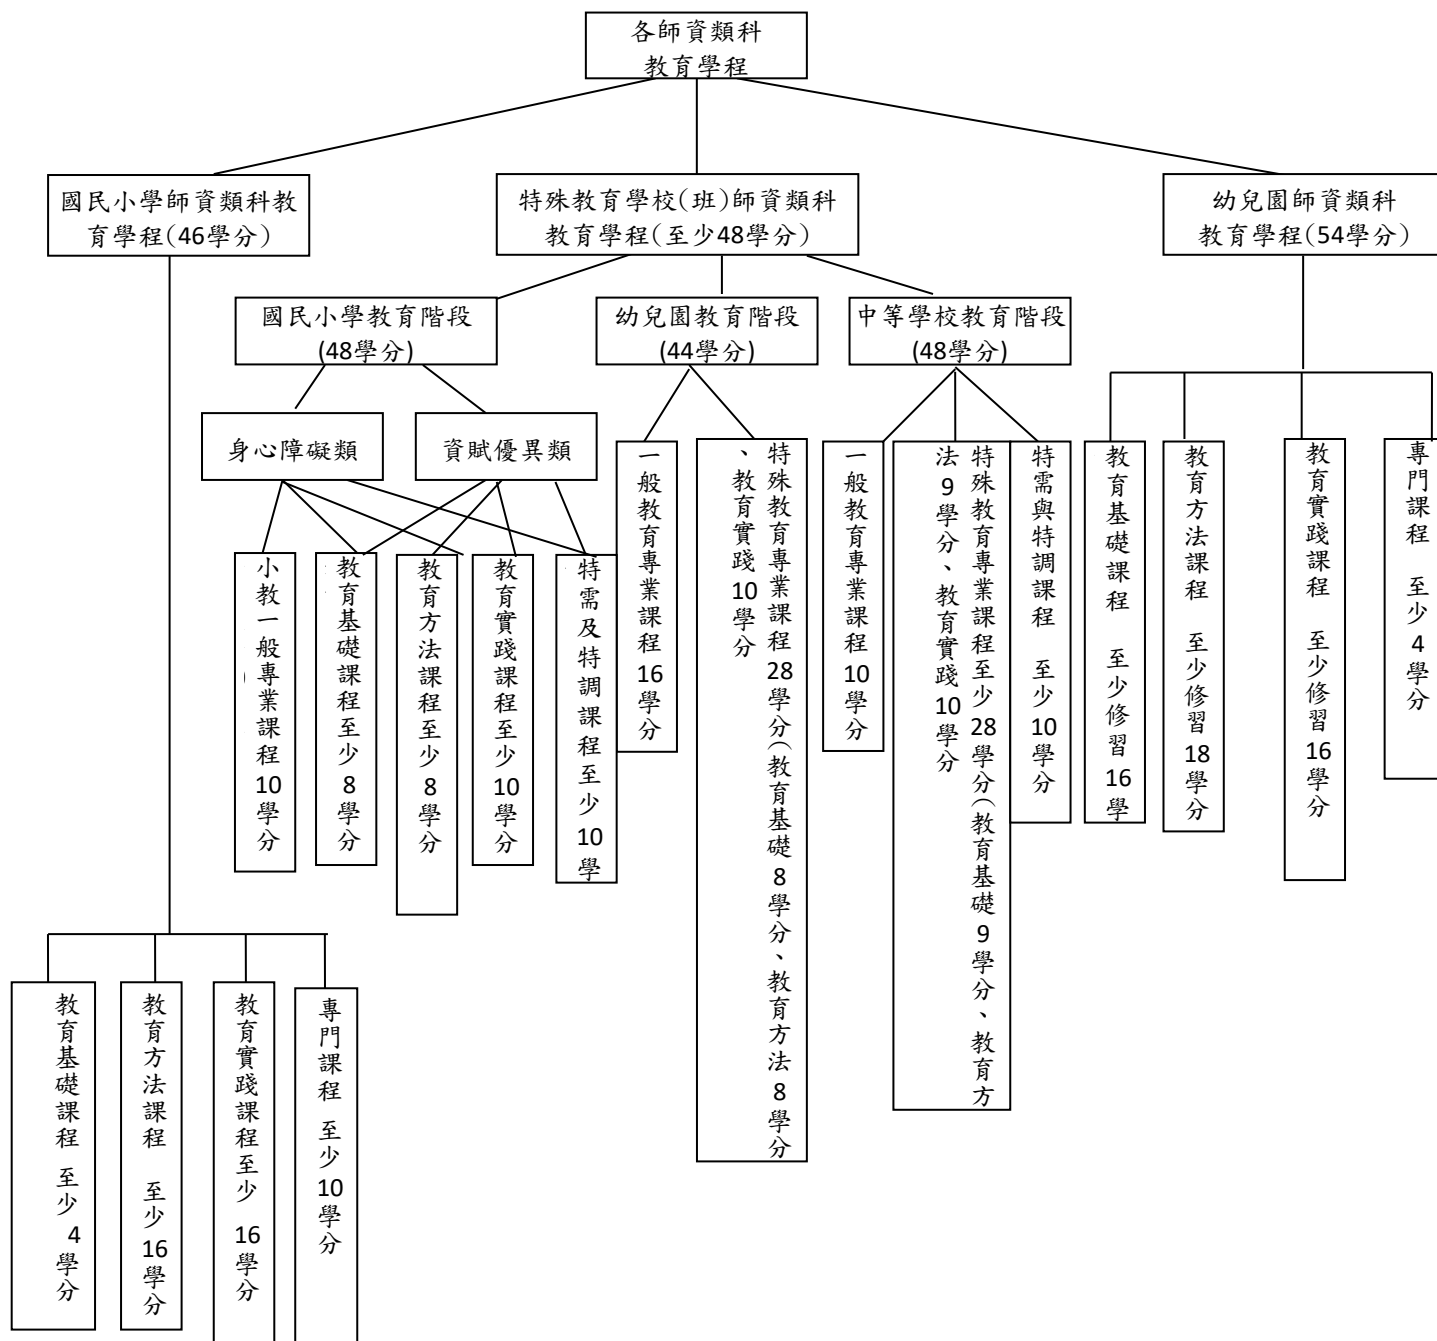 各師資類科
教育學程
國民小學師資類科教
育學程(46學分)
特殊教育學校(班)師資類科
教育學程(至少48學分)
幼兒園師資類科
教育學程(54學分)
國民小學教育階段
(48學分)
幼兒園教育階段
(44學分)
中等學校教育階段
(48學分)
身心障礙類
資賦優異類
小教一般專業課程10學分
教育基礎課程至少8學分
教育方法課程至少8學分
教育實踐課程至少10學分
特需及特調課程至少10學
一般教育專業課程16學分
特殊教育專業課程28學分(教育基礎8學分、教育方法8學分
、教育實踐10學分
一般教育專業課程10學分
特殊教育專業課程至少28學分(教育基礎9學分、教育方
法9學分、教育實踐10學分
特需與特調課程 至少10學分
教育基礎課程 至少修習16學
教育方法課程 至少修習18學分
教育實踐課程 至少修習16學分
專門課程 至少4學分
教育基礎課程 至少4學分
教育方法課程 至少16學分
教育實踐課程至少 16學分
專門課程 至少10學分